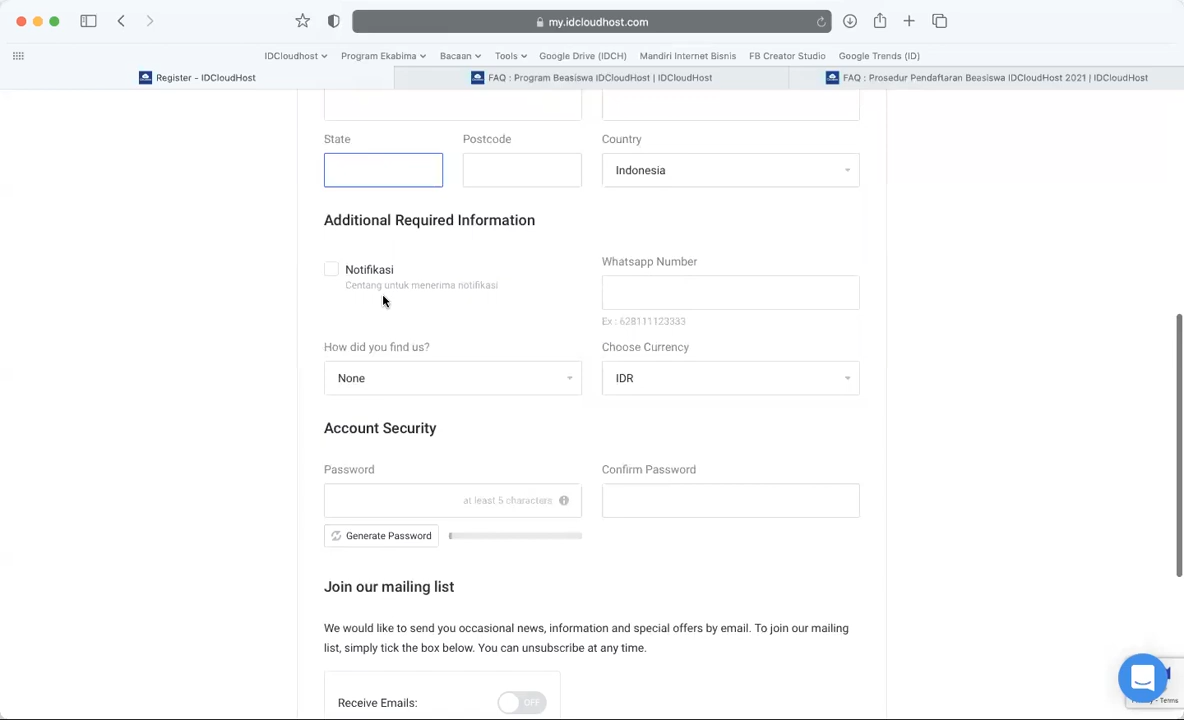 my.idcloudhost.com
IDCloudhost Program Ekabima Bacaan Tools Google Drive (IDCH) Mandiri Internet Bisnis FB Creator Studio Google Trends (ID)
Register – IDCloudHost FAQ : Program Beasiswa IDCloudHost | IDCloudHost FAQ : Prosedur Pendaftaran Beasiswa IDCloudHost 2021 | IDCloudHost
State Postcode Country
Indonesia
Additional Required Information
Notifikasi
Centang untuk menerima notifikasi
Whatsapp Number
Ex : 628111123333
How did you find us? Choose Currency
None IDR
Account Security
Password Confirm Password
at least 5 characters
Generate Password
Join our mailing list
We would like to send you occasional news, information and special offers by email. To join our mailing
list, simply tick the box below. You can unsubscribe at any time.
Receive Emails: OFF
Privacy - Terms